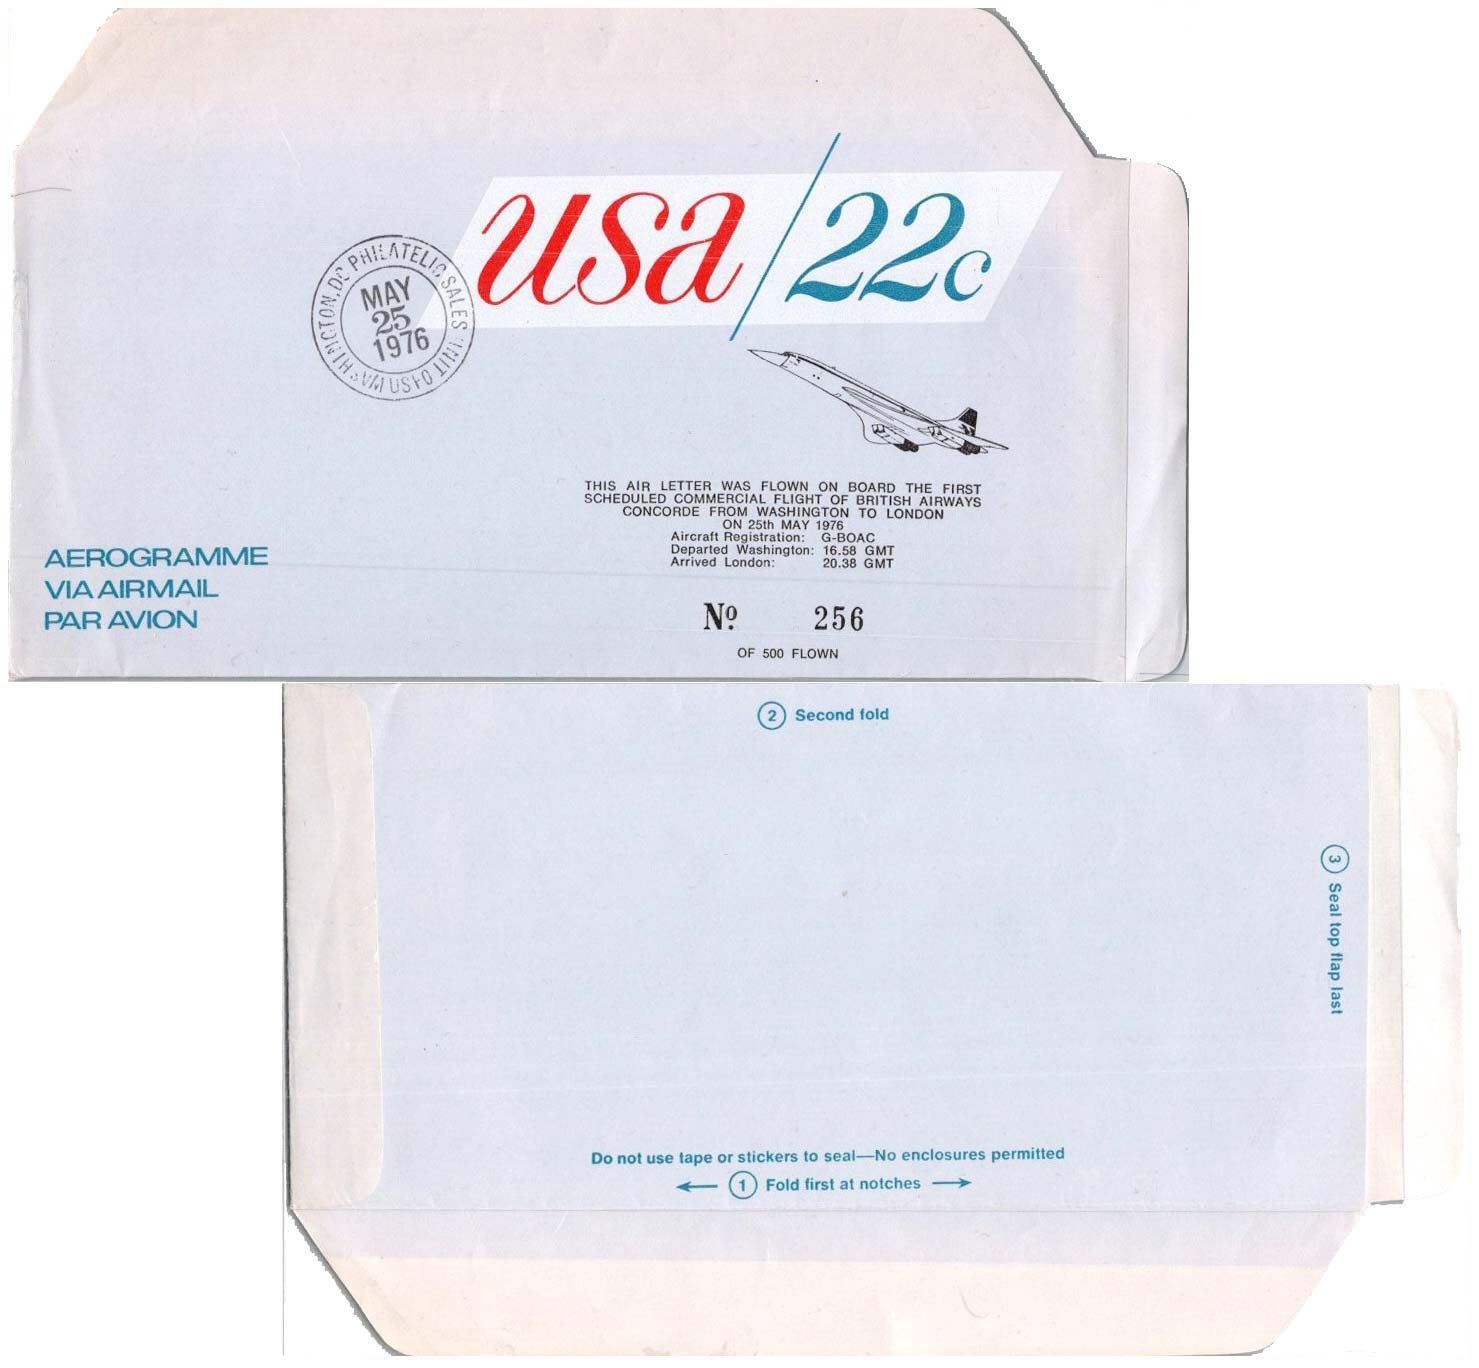 usa/22c
WASHINGTON, DC PHILATELIC SALES UNIT USPO
MAY
25
1976
THIS AIR LETTER WAS FLOWN ON BOARD THE FIRST
SCHEDULED COMMERCIAL FLIGHT OF BRITISH AIRWAYS
CONCORDE FROM WASHINGTON TO LONDON
ON 25th MAY 1976
Aircraft Registration: G-BOAC
Departed Washington: 16.58 GMT
Arrived London: 20.38 GMT
AEROGRAMME
VIA AIRMAIL
PAR AVION
Nº 256
OF 500 FLOWN
2 Second fold
3 Seal top flap last
Do not use tape or stickers to seal—No enclosures permitted
1 Fold first at notches